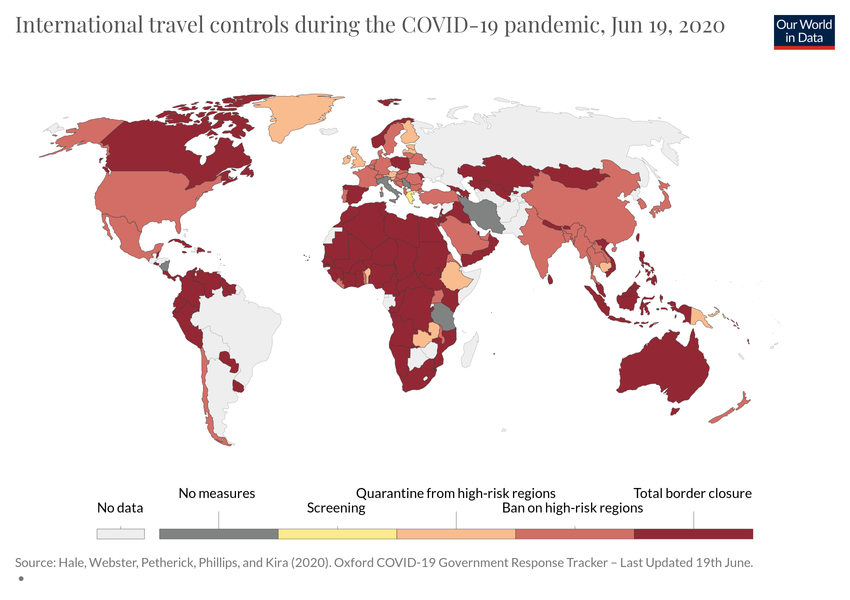 International travel controls during the COVID-19 pandemic, Jun 19, 2020
Our World
in Data
No data
No measures
Screening
Quarantine from high-risk regions
Ban on high-risk regions
Total border closure
Source: Hale, Webster, Petherick, Phillips, and Kira (2020). Oxford COVID-19 Government Response Tracker – Last Updated 19th June.